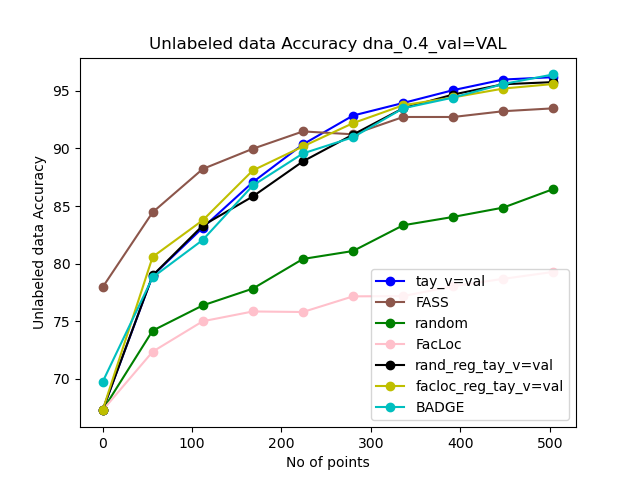 Unlabeled data Accuracy dna_0.4_val=VAL
Unlabeled data Accuracy
95
90
85
80
75
70
0
100
200
300
400
500
No of points
tay_v=val
FASS
random
FacLoc
rand_reg_tay_v=val
facloc_reg_tay_v=val
BADGE